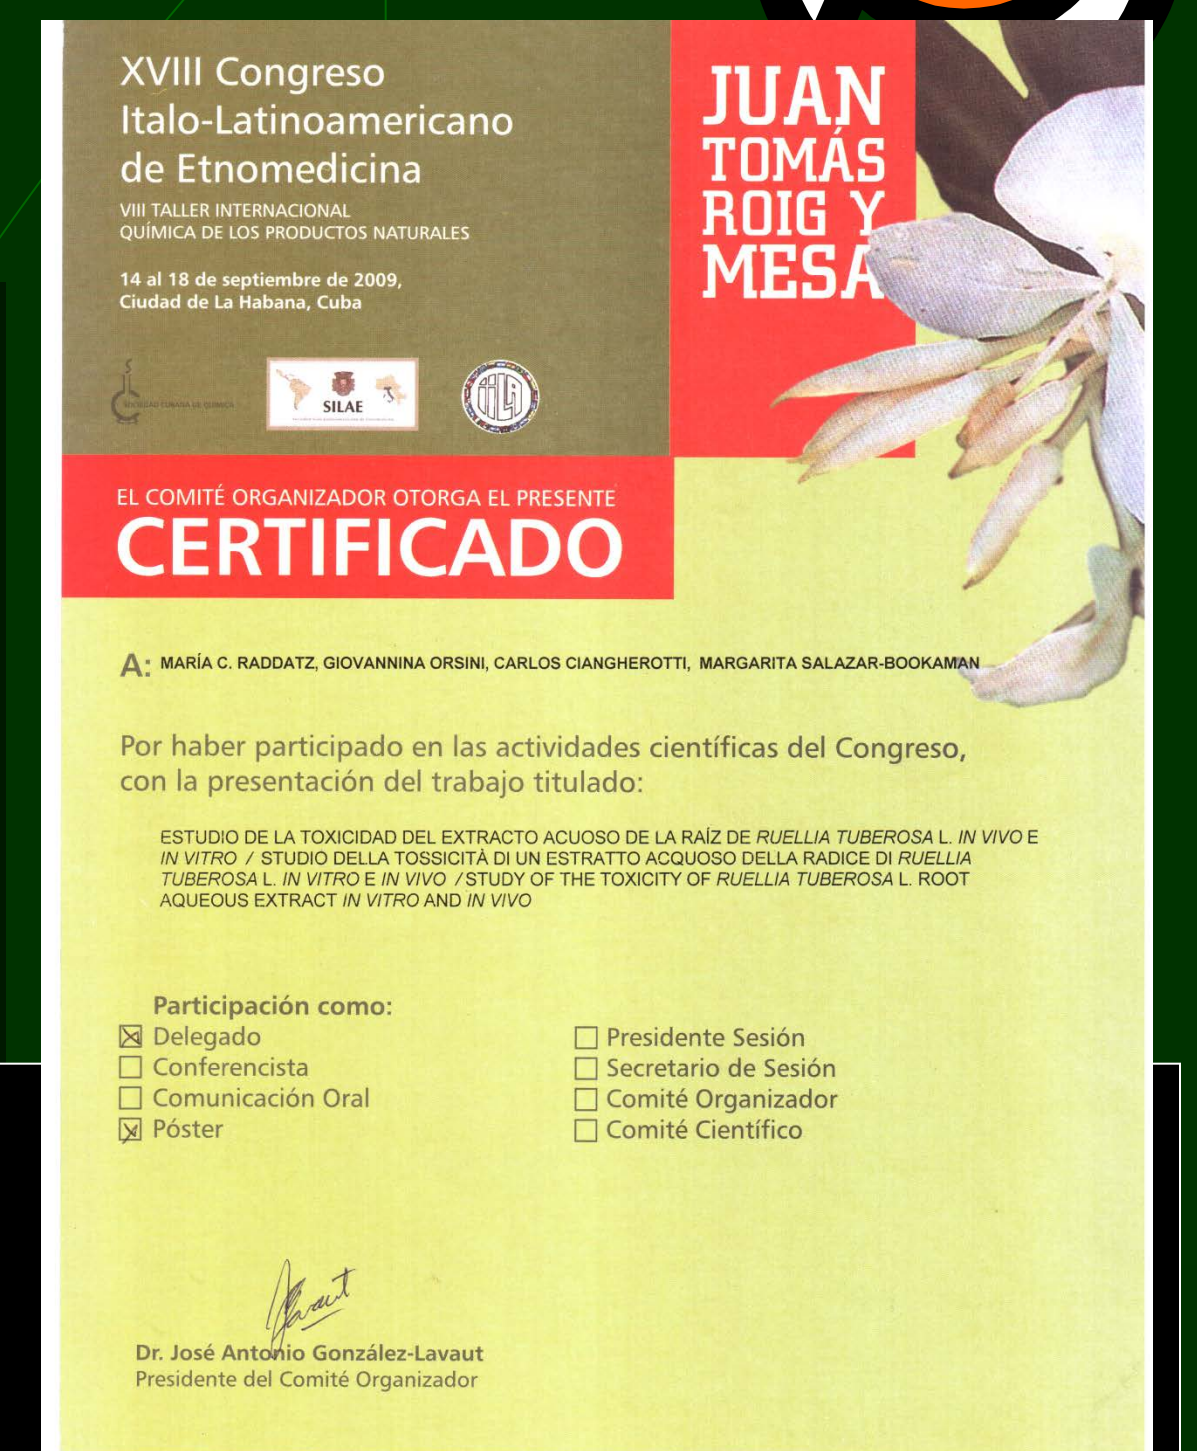 XVIII Congreso
Italo-Latinoamericano
de Etnomedicina
VIII TALLER INTERNACIONAL
QUÍMICA DE LOS PRODUCTOS NATURALES
14 al 18 de septiembre de 2009,
Ciudad de La Habana, Cuba
JUAN
TOMÁS
ROIG Y
MESA
SOCIEDAD CUBANA DE QUIMICA
SILAE
IILA
EL COMITÉ ORGANIZADOR OTORGA EL PRESENTE
CERTIFICADO
A: MARÍA C. RADDATZ, GIOVANNINA ORSINI, CARLOS CIANGHEROTTI, MARGARITA SALAZAR-BOOKAMAN
Por haber participado en las actividades científicas del Congreso,
con la presentación del trabajo titulado:
ESTUDIO DE LA TOXICIDAD DEL EXTRACTO ACUOSO DE LA RAÍZ DE RUELLIA TUBEROSA L. IN VIVO E
IN VITRO / STUDIO DELLA TOSSICITÀ DI UN ESTRATTO ACQUOSO DELLA RADICE DI RUELLIA
TUBEROSA L. IN VITRO E IN VIVO / STUDY OF THE TOXICITY OF RUELLIA TUBEROSA L. ROOT
AQUEOUS EXTRACT IN VITRO AND IN VIVO
Participación como:
Delegado
Conferencista
Comunicación Oral
Póster
Presidente Sesión
Secretario de Sesión
Comité Organizador
Comité Científico
Dr. José Antonio González-Lavaut
Presidente del Comité Organizador